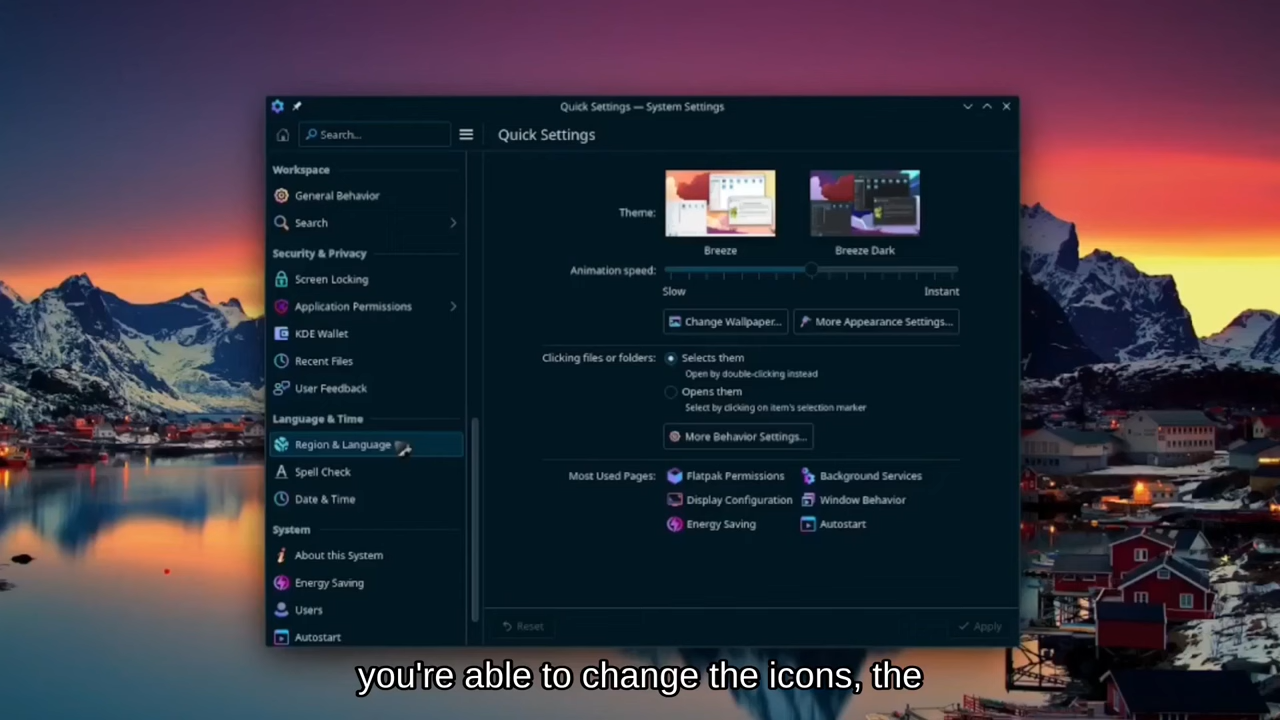 Quick Settings — System Settings
Search...
Quick Settings
Workspace
General Behavior
Search
Security & Privacy
Screen Locking
Application Permissions
KDE Wallet
Recent Files
User Feedback
Language & Time
Region & Language
Spell Check
Date & Time
System
About this System
Energy Saving
Users
Autostart
Theme:
Breeze
Breeze Dark
Animation speed:
Slow
Instant
Change Wallpaper...
More Appearance Settings...
Clicking files or folders:
Selects them
Open by double-clicking instead
Opens them
Select by clicking on item's selection marker
More Behavior Settings...
Most Used Pages:
Flatpak Permissions
Background Services
Display Configuration
Window Behavior
Energy Saving
Autostart
Reset
Apply
you're able to change the icons, the